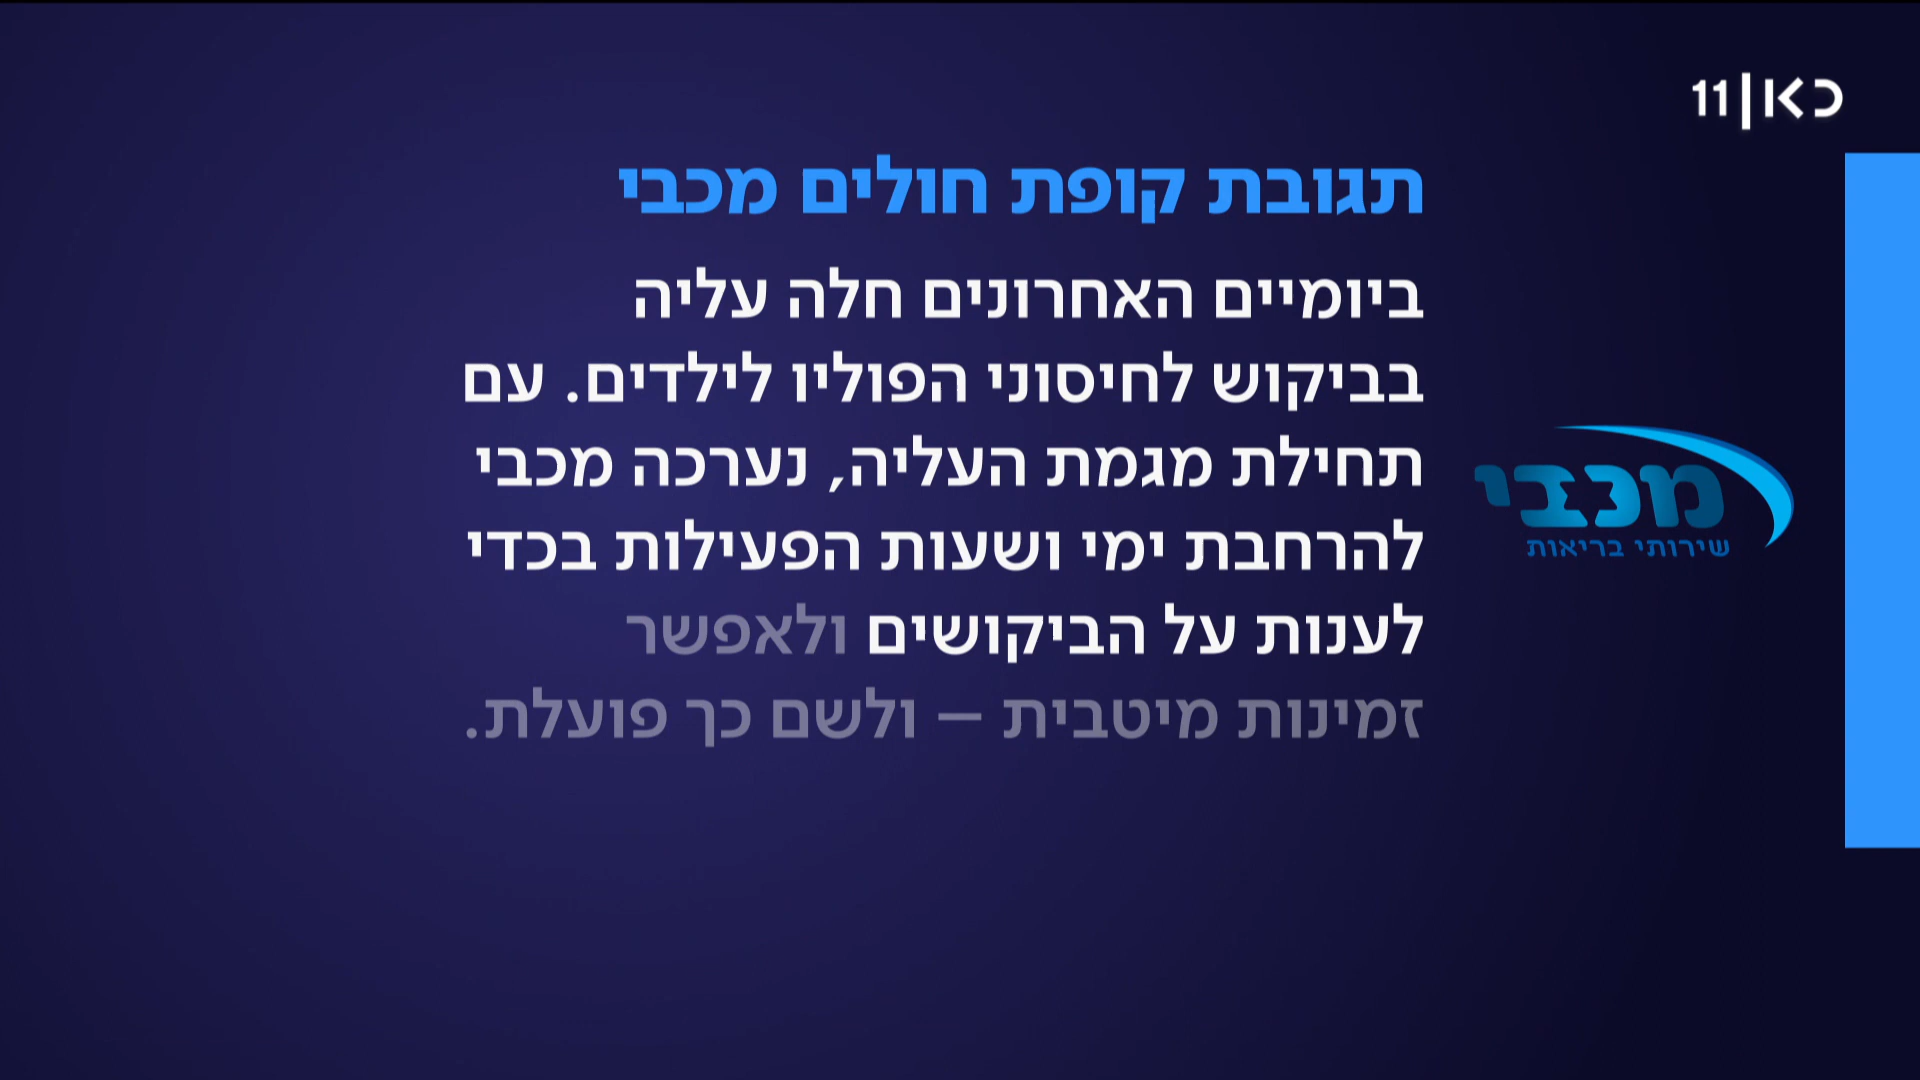 כאן|11
תגובת קופת חולים מכבי
ביומיים האחרונים חלה עליה
בביקוש לחיסוני הפוליו לילדים. עם
תחילת מגמת העליה, נערכה מכבי
להרחבת ימי ושעות הפעילות בכדי
לענות על הביקושים ולאפשר
זמינות מיטבית – ולשם כך פועלת.
מכבי
שירותי בריאות